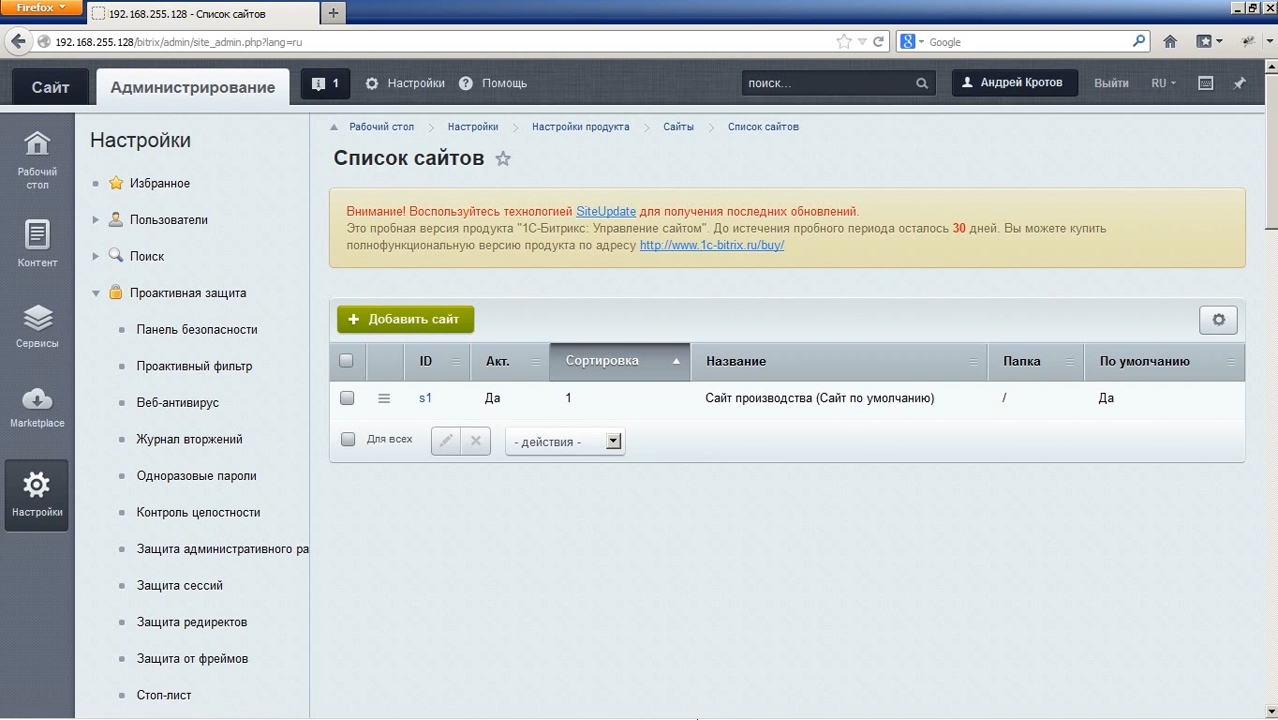 Firefox
192.168.255.128 - Список сайтов
192.168.255.128/bitrix/admin/site_admin.php?lang=ru
Google
Сайт
Администрирование
1
Настройки
Помощь
поиск...
Андрей Кротов
Выйти
RU
Рабочий стол
Контент
Сервисы
Marketplace
Настройки
Настройки
Избранное
Пользователи
Поиск
Проактивная защита
Панель безопасности
Проактивный фильтр
Веб-антивирус
Журнал вторжений
Одноразовые пароли
Контроль целостности
Защита административного ра
Защита сессий
Защита редиректов
Защита от фреймов
Стоп-лист
Рабочий стол Настройки Настройки продукта Сайты Список сайтов
Список сайтов
Внимание! Воспользуйтесь технологией SiteUpdate для получения последних обновлений.
Это пробная версия продукта "1С-Битрикс: Управление сайтом". До истечения пробного периода осталось 30 дней. Вы можете купить
полнофункциональную версию продукта по адресу http://www.1c-bitrix.ru/buy/
+ Добавить сайт
ID Акт. Сортировка Название Папка По умолчанию
s1 Да 1 Сайт производства (Сайт по умолчанию) / Да
Для всех - действия -